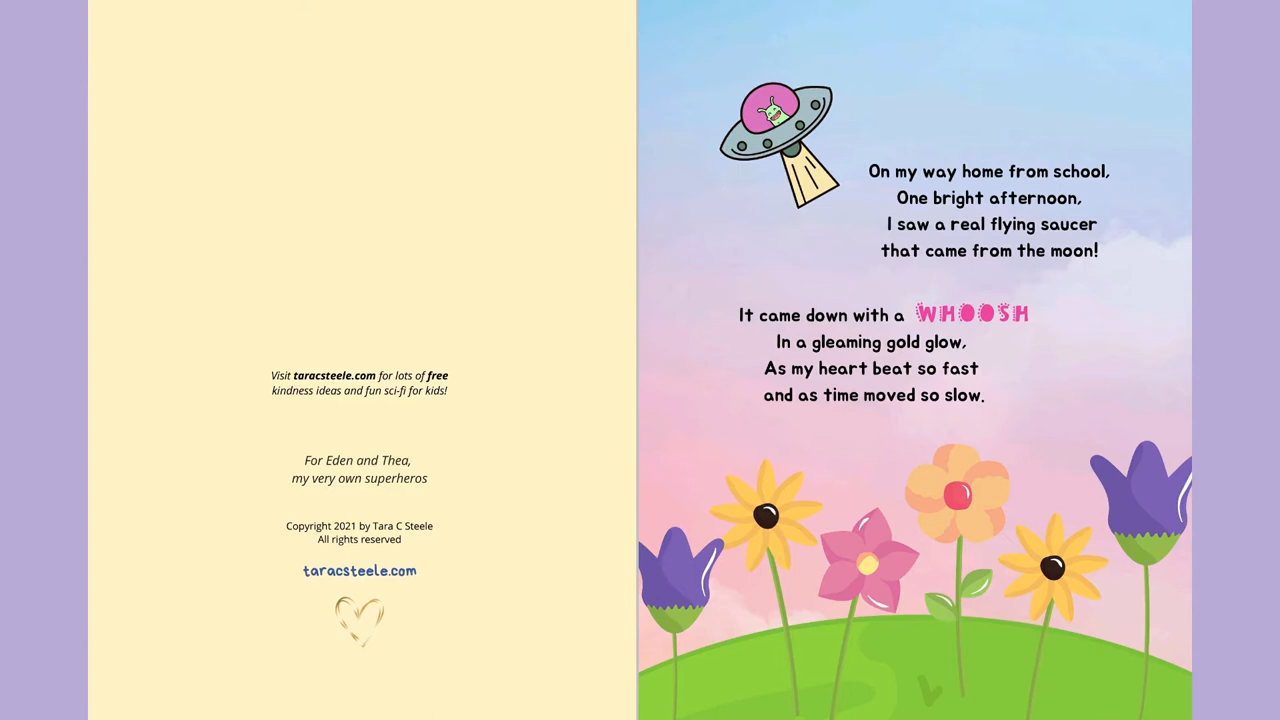 Visit taracsteele.com for lots of free
kindness ideas and fun sci-fi for kids!
For Eden and Thea,
my very own superheros
Copyright 2021 by Tara C Steele
All rights reserved
taracsteele.com
On my way home from school,
One bright afternoon,
I saw a real flying saucer
that came from the moon!
It came down with a WHOOSH
In a gleaming gold glow,
As my heart beat so fast
and as time moved so slow.